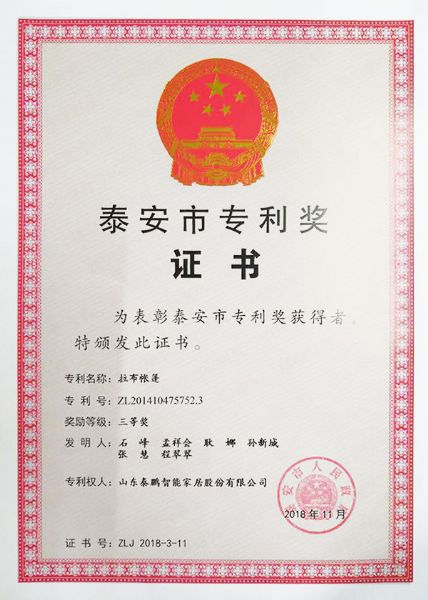 泰安市专利奖
证书
为表彰泰安市专利奖获得者,
特颁发此证书。
专利名称: 拉布帐篷
专利号: ZL201410475752.3
奖励等级: 三等奖
发明人: 石峰 孟祥会 耿娜 孙新城
张慧 程翠翠
专利权人: 山东泰鹏智能家居股份有限公司
泰安市人民政府
2018年11月
证书号: ZLJ 2018-3-11